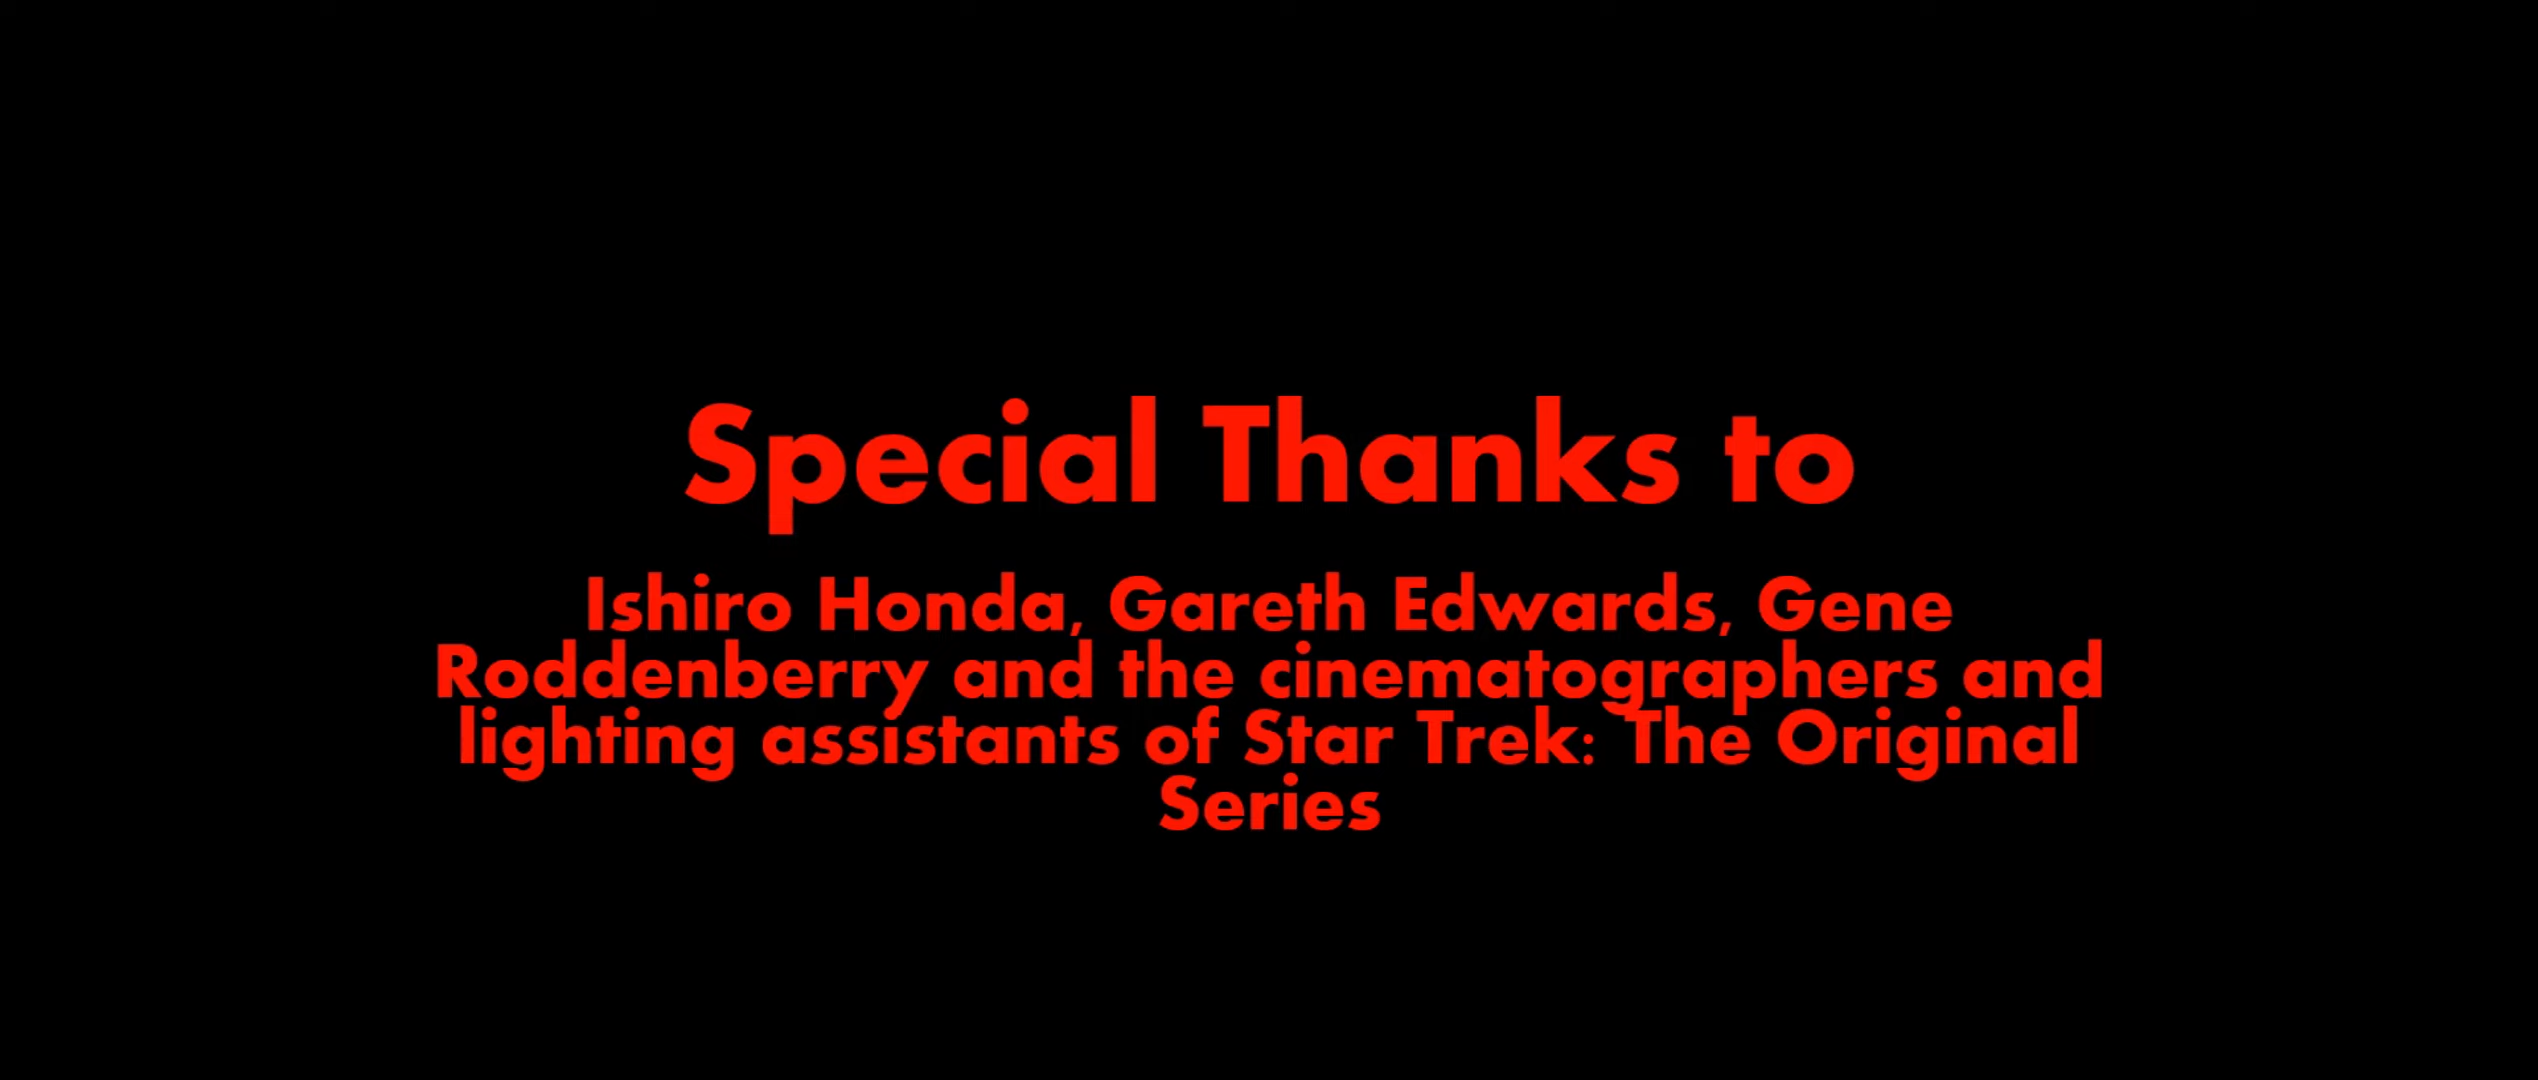 Special Thanks to
Ishiro Honda, Gareth Edwards, Gene
Roddenberry and the cinematographers and
lighting assistants of Star Trek: The Original
Series